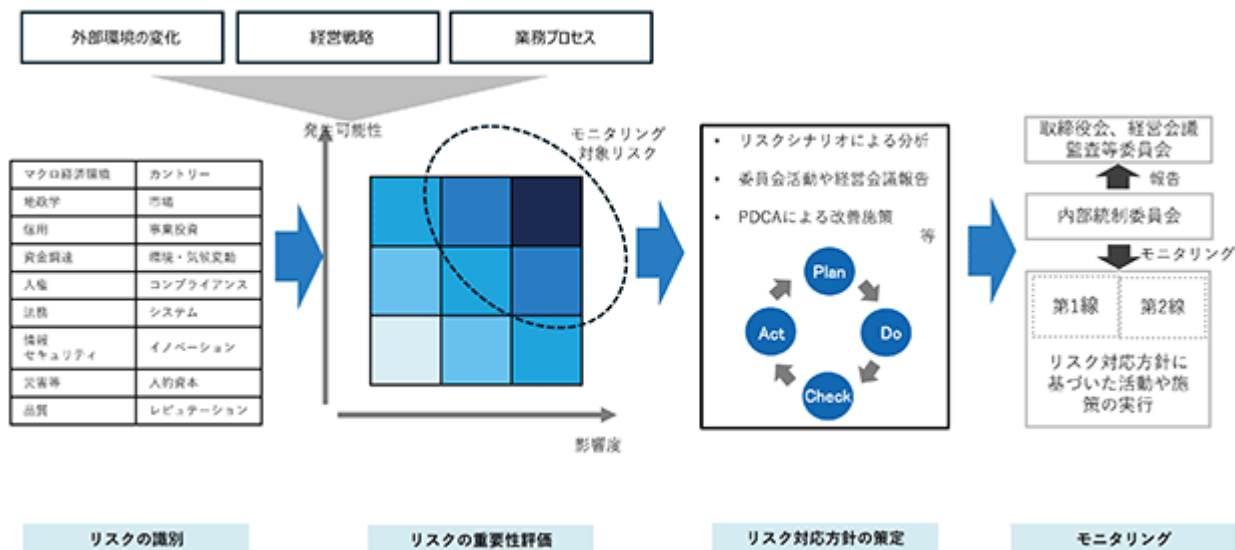 外部環境の変化
経営戦略
業務プロセス
マクロ経済環境
カントリー
地政学
市場
信用
事業投資
資金調達
環境・気候変動
人権
コンプライアンス
法務
システム
情報
セキュリティ
イノベーション
災害等
人的資本
品質
レピュテーション
発生可能性
モニタリング
対象リスク
影響度
• リスクシナリオによる分析
• 委員会活動や経営会議報告
• PDCAによる改善施策
等
Plan
Do
Check
Act
取締役会、経営会議
監査等委員会
報告
内部統制委員会
モニタリング
第1線
第2線
リスク対応方針に
基づいた活動や施
策の実行
リスクの識別
リスクの重要性評価
リスク対応方針の策定
モニタリング